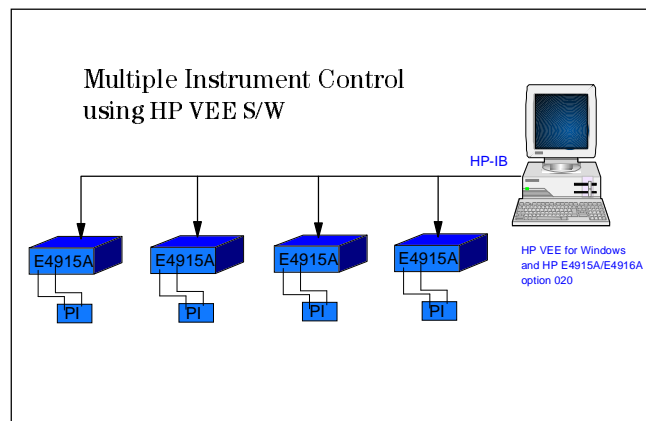 Multiple Instrument Control
using HP VEE S/W
HP-IB
E4915A
E4915A
E4915A
E4915A
PI
PI
PI
PI
HP VEE for Windows
and HP E4915A/E4916A
option 020